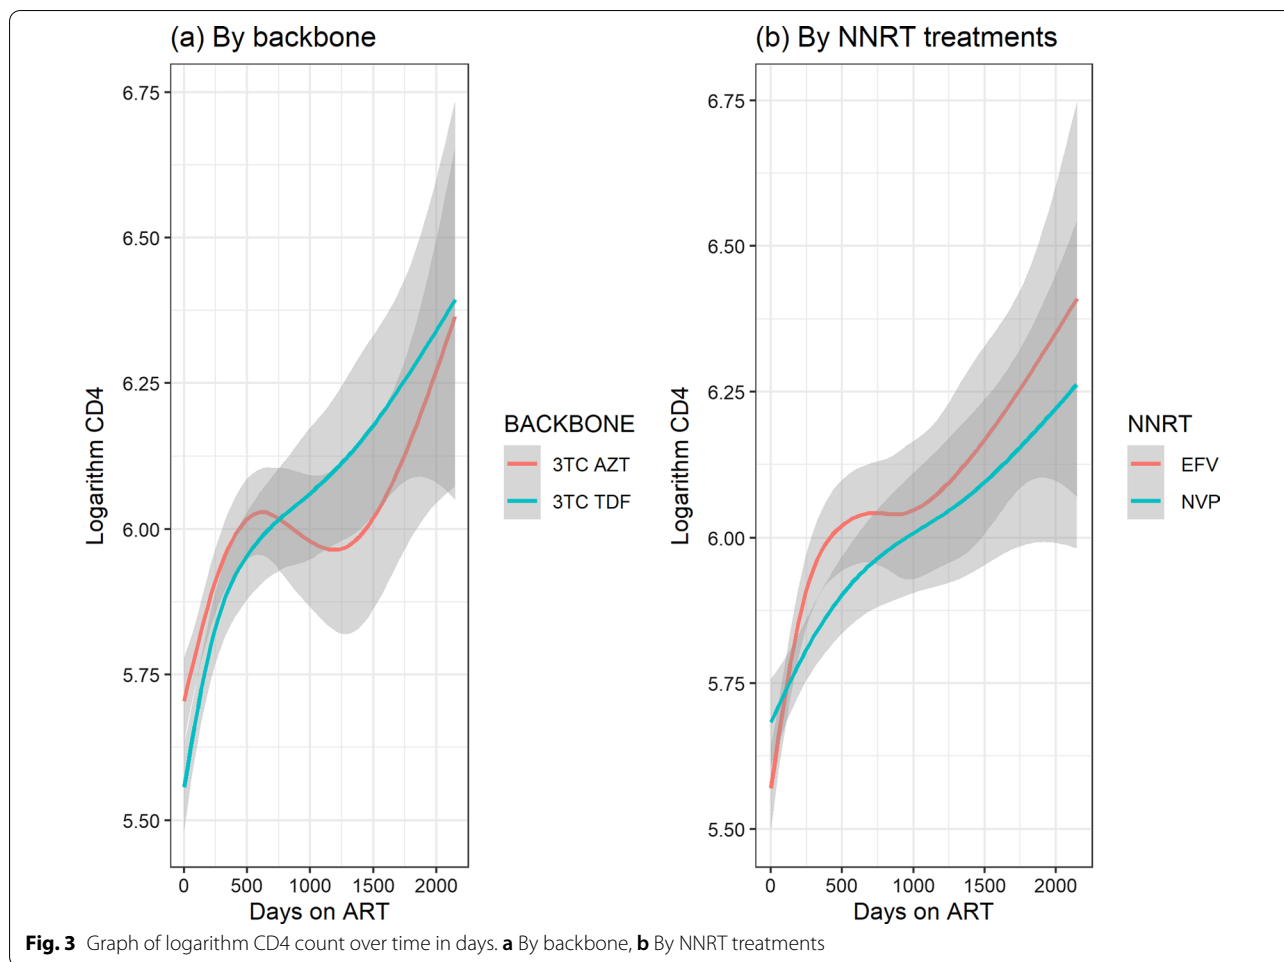 (a) By backbone
6.75
6.50
6.25
6.00
5.75
5.50
Logarithm CD4
0 500 1000 1500 2000
Days on ART
BACKBONE
3TC AZT
3TC TDF
(b) By NNRT treatments
6.75
6.50
6.25
6.00
5.75
5.50
Logarithm CD4
0 500 1000 1500 2000
Days on ART
NNRT
EFV
NVP
Fig. 3 Graph of logarithm CD4 count over time in days. a By backbone, b By NNRT treatments